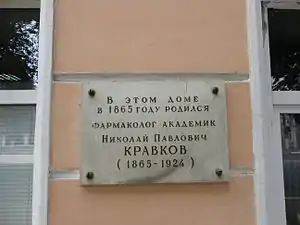 В ЭТОМ ДОМЕ
В 1865 ГОДУ РОДИЛСЯ
ФАРМАКОЛОГ АКАДЕМИК
НИКОЛАЙ ПАВЛОВИЧ
КРАВКОВ
(1865-1924)